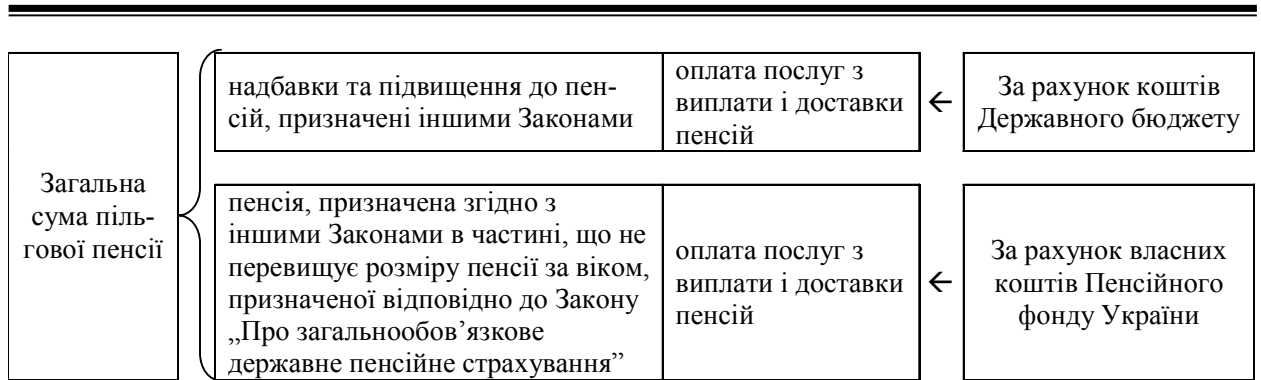 Загальна
сума піль-
гової пенсії
надбавки та підвищення до пен-
сій, призначені іншими Законами
оплата послуг з
виплати і доставки
пенсій
←
За рахунок коштів
Державного бюджету
пенсія, призначена згідно з
іншими Законами в частині, що не
перевищує розміру пенсії за віком,
призначеної відповідно до Закону
„Про загальнообов’язкове
державне пенсійне страхування”
оплата послуг з
виплати і доставки
пенсій
←
За рахунок власних
коштів Пенсійного
фонду України